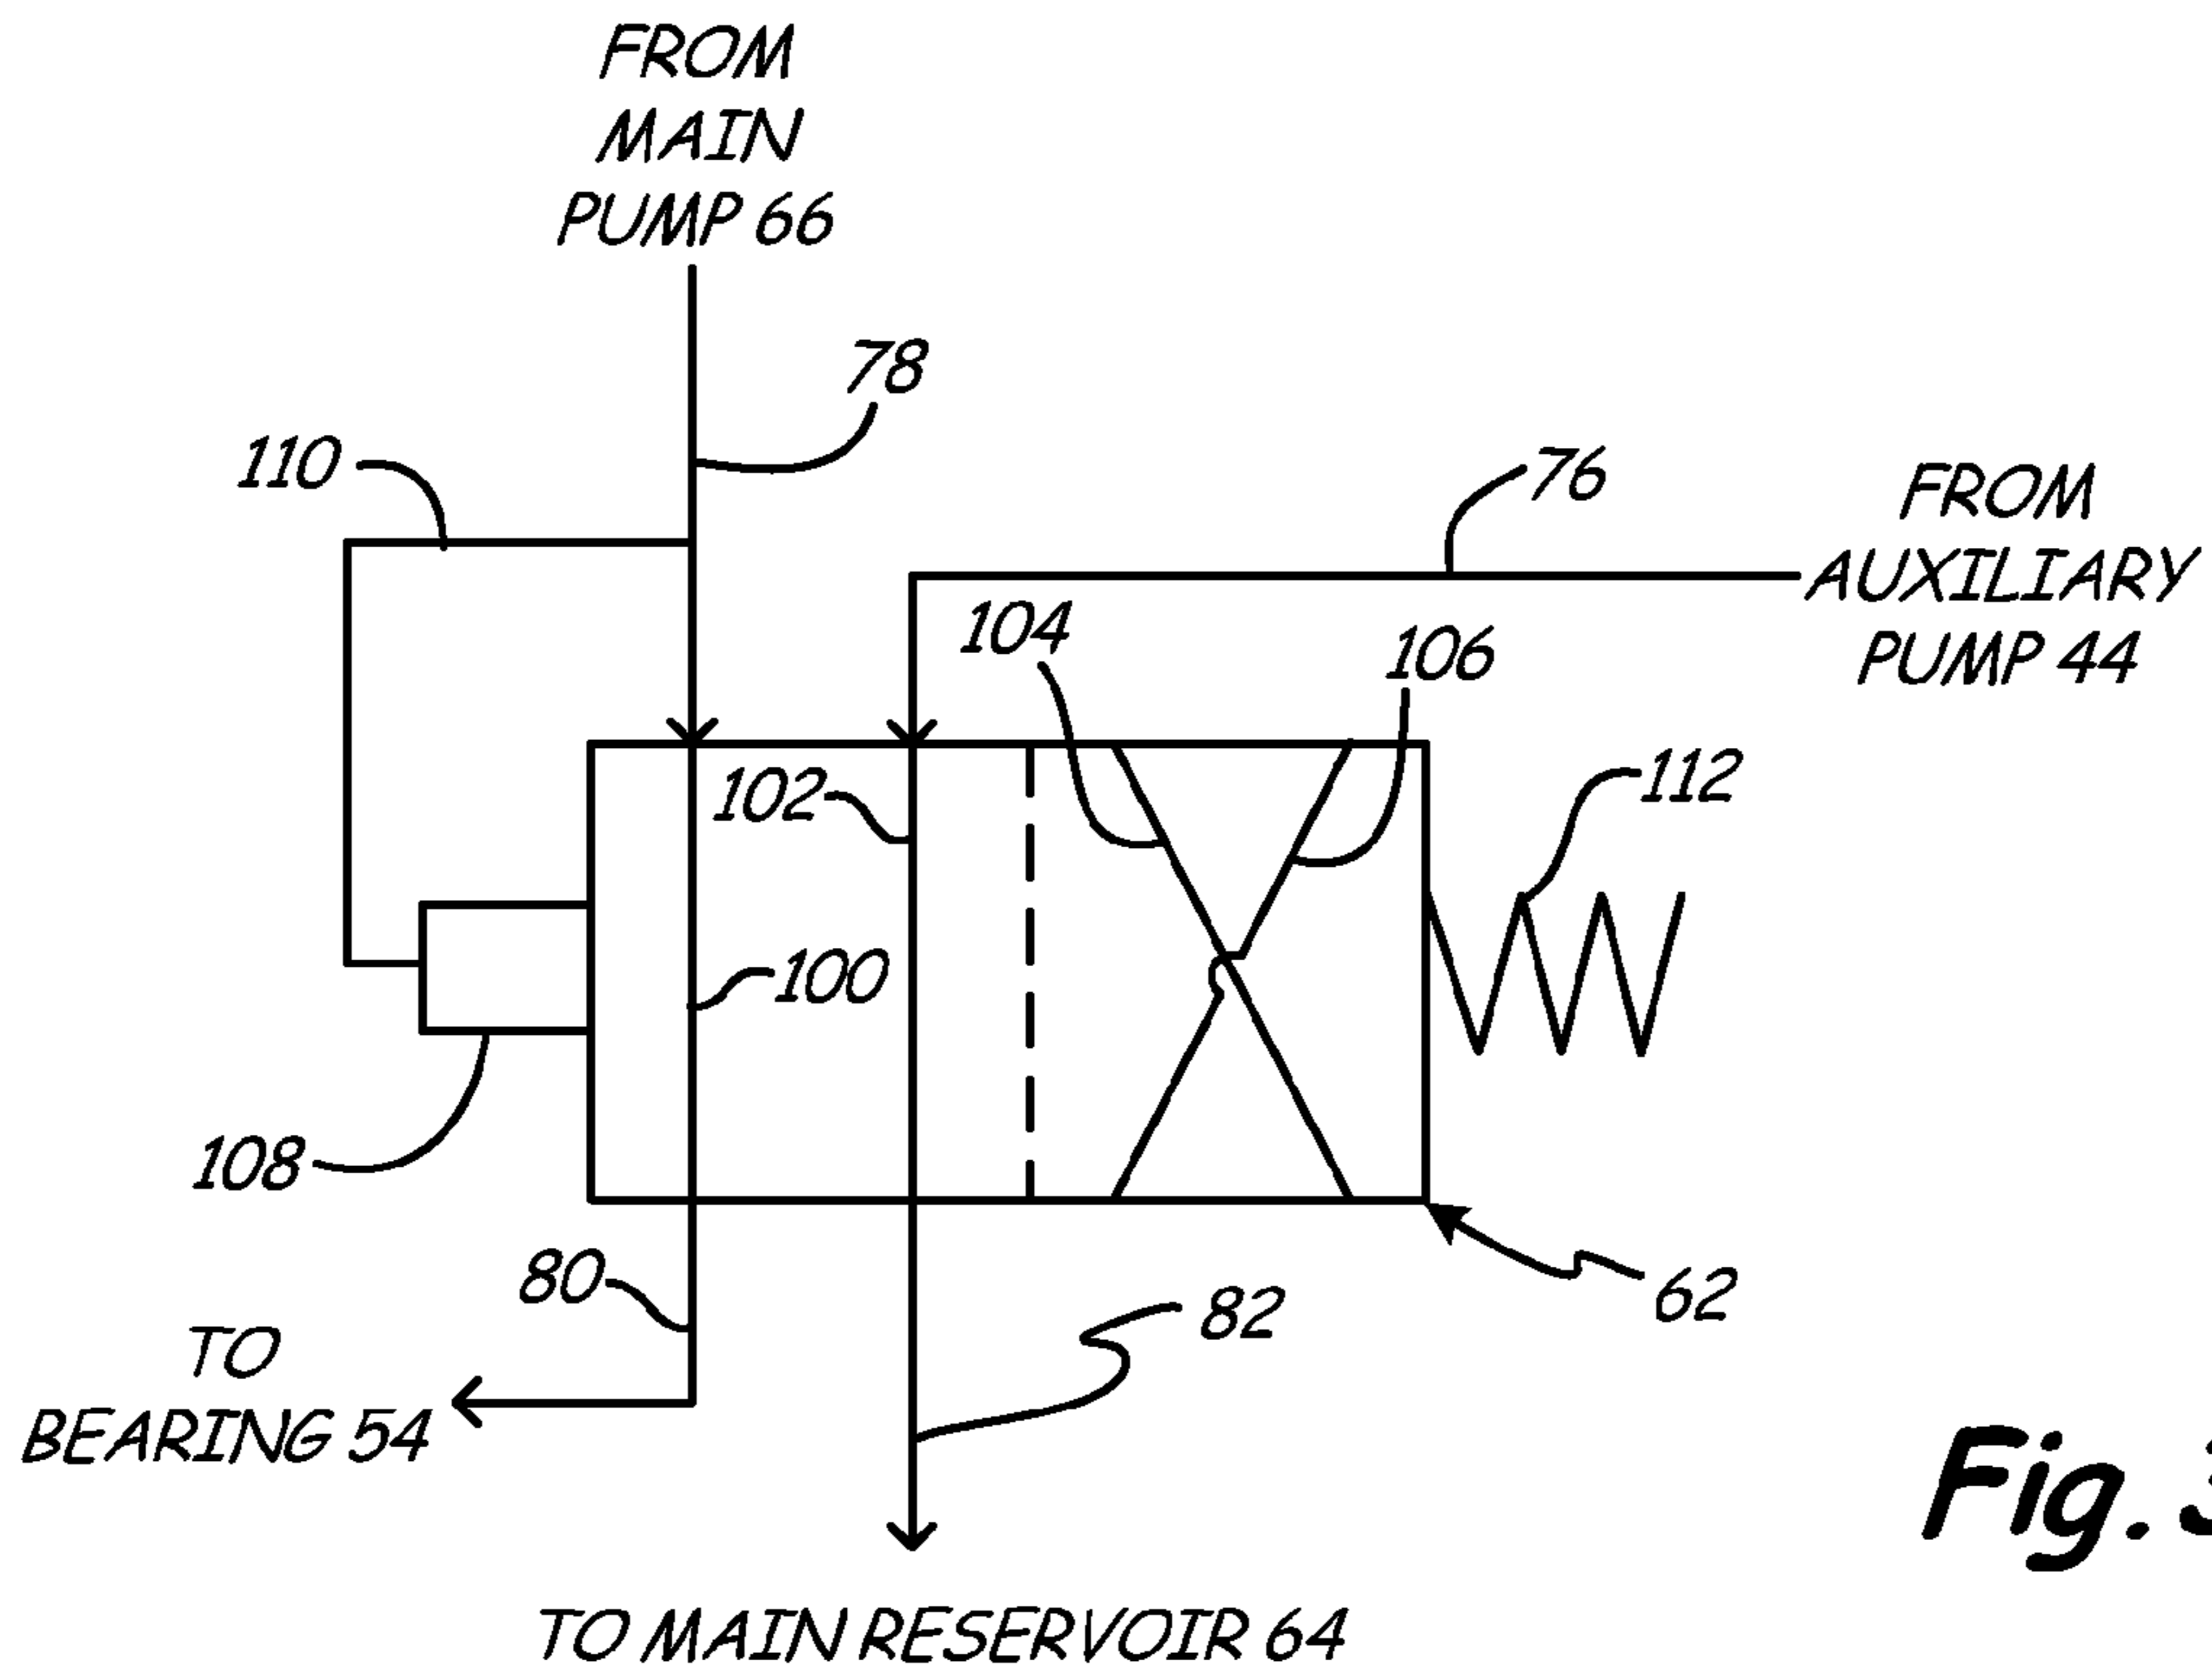 FROM
MAIN
PUMP 66
78
110
76
FROM
AUXILIARY
PUMP 44
104
106
112
102
100
108
80
62
82
TO
BEARING 54
Fig. 3
TO MAIN RESERVOIR 64